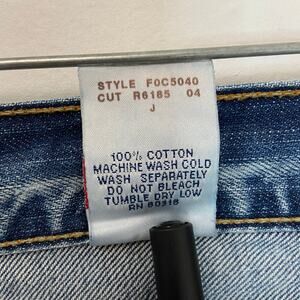 STYLE F0C5040
CUT R6185 04
J
100% COTTON
MACHINE WASH COLD
WASH SEPARATELY
DO NOT BLEACH
TUMBLE DRY LOW
RN 80318